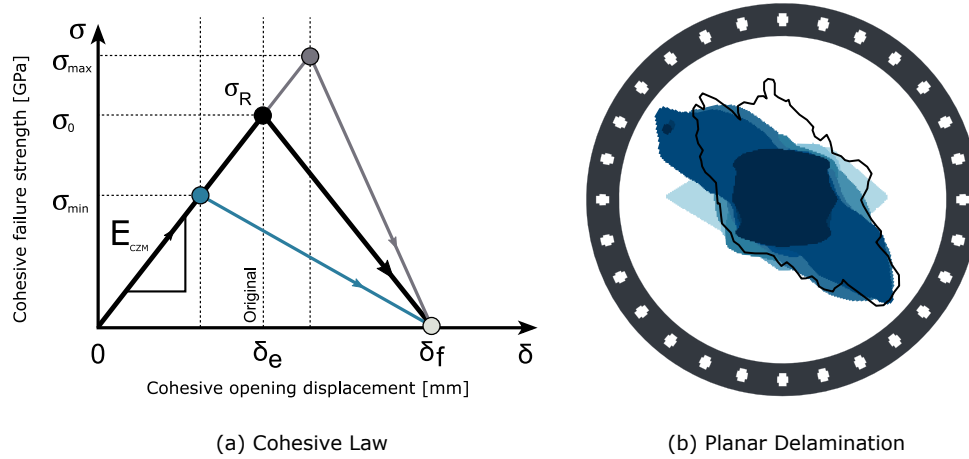 σ
σmax
σR
σ0
σmin
ECZM
Original
Cohesive failure strength [GPa]
0
δe
δf
δ
Cohesive opening displacement [mm]
(a) Cohesive Law
(b) Planar Delamination